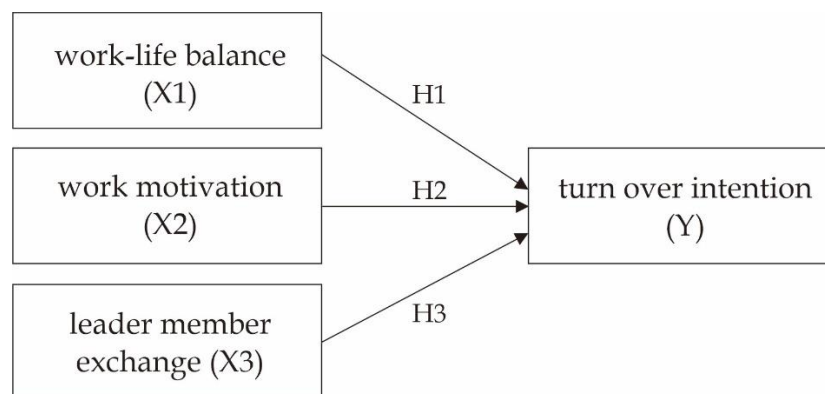 work-life balance
(X1)
H1
work motivation
(X2)
H2
turn over intention
(Y)
leader member
exchange (X3)
H3